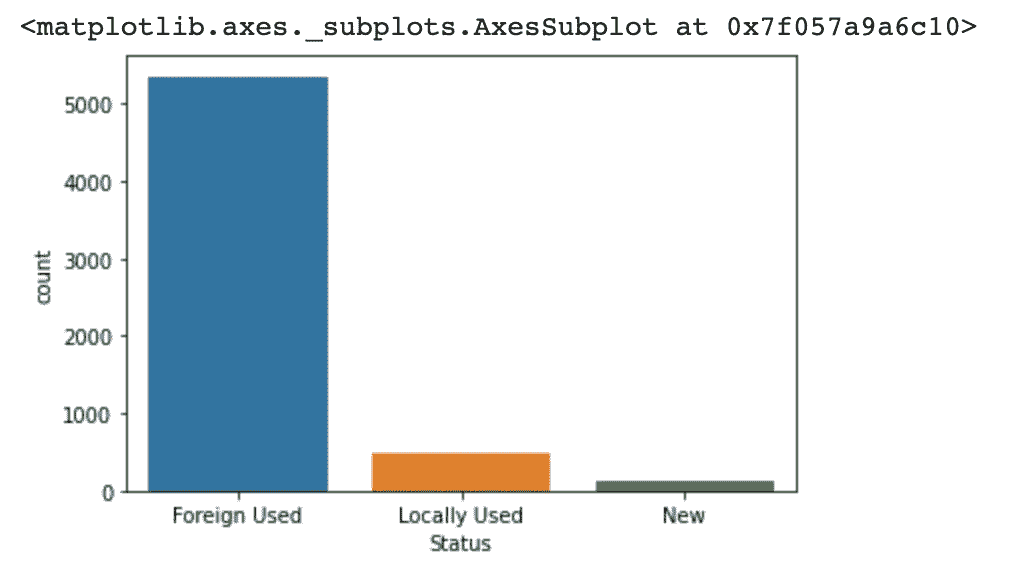 <matplotlib.axes._subplots.AxesSubplot at 0x7f057a9a6c10>
5000
4000
3000
2000
1000
0
count
Foreign Used
Locally Used
New
Status